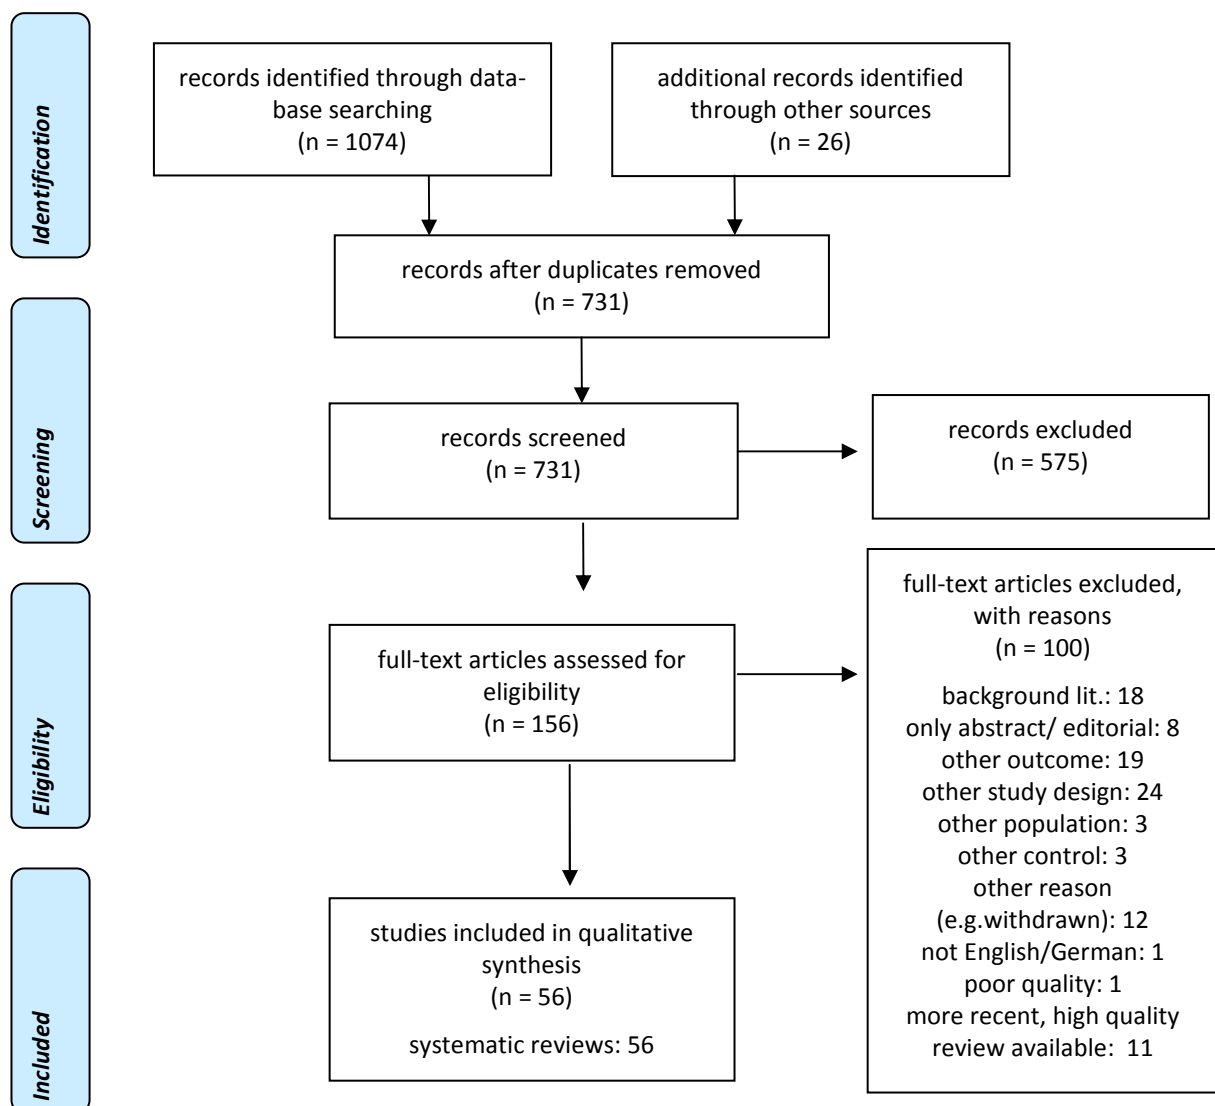 Identification
records identified through data-
base searching
(n = 1074)
additional records identified
through other sources
(n = 26)
records after duplicates removed
(n = 731)
Screening
records screened
(n = 731)
records excluded
(n = 575)
Eligibility
full-text articles assessed for
eligibility
(n = 156)
full-text articles excluded,
with reasons
(n = 100)
background lit.: 18
only abstract/ editorial: 8
other outcome: 19
other study design: 24
other population: 3
other control: 3
other reason
(e.g.withdrawn): 12
not English/German: 1
poor quality: 1
more recent, high quality
review available:  11
Included
studies included in qualitative
synthesis
(n = 56)
systematic reviews: 56